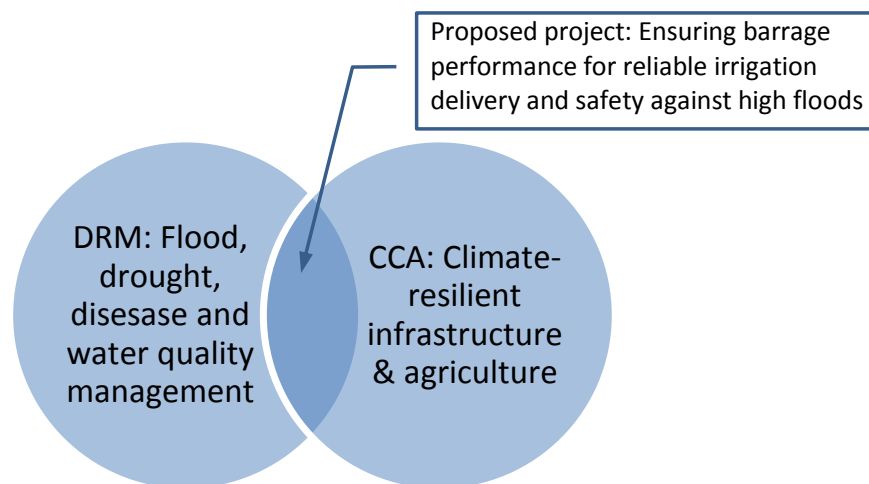 Proposed project: Ensuring barrage
performance for reliable irrigation
delivery and safety against high floods
DRM: Flood,
drought,
disesase and
water quality
management
CCA: Climate-
resilient
infrastructure
& agriculture